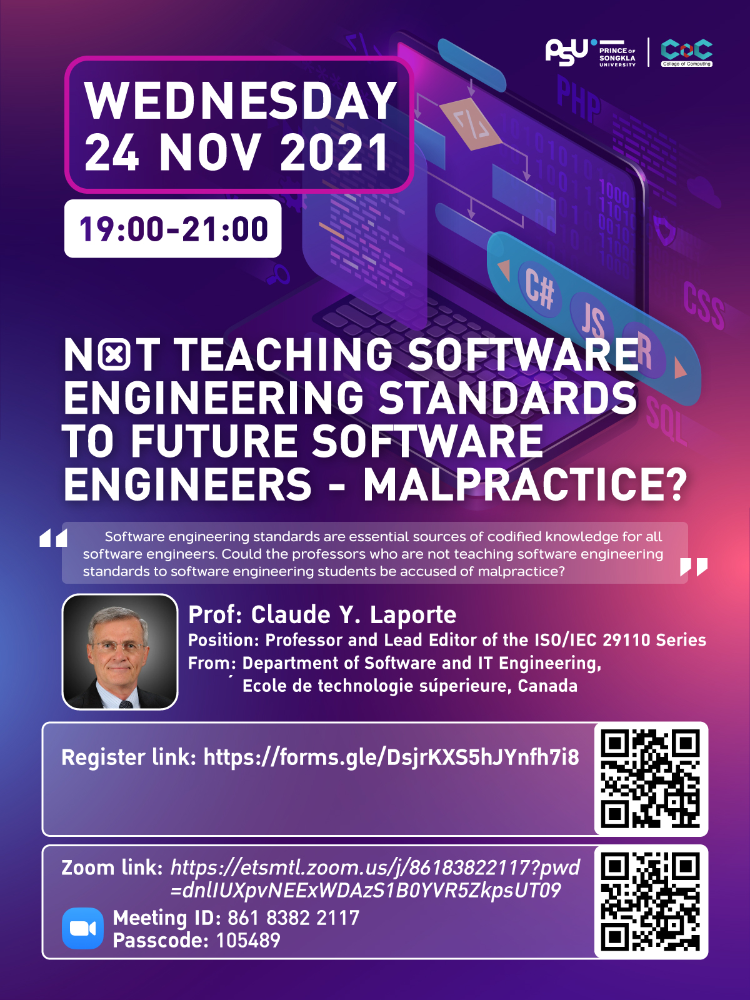 PSU
PRINCE OF
SONGKLA
UNIVERSITY
CoC
College of Computing
WEDNESDAY
24 NOV 2021
19:00-21:00
</>
</>
PHP
C#
JS
R
CSS
SQL
NOT TEACHING SOFTWARE
ENGINEERING STANDARDS
TO FUTURE SOFTWARE
ENGINEERS - MALPRACTICE?
“ Software engineering standards are essential sources of codified knowledge for all
software engineers. Could the professors who are not teaching software engineering
standards to software engineering students be accused of malpractice? ”
Prof: Claude Y. Laporte
Position: Professor and Lead Editor of the ISO/IEC 29110 Series
From: Department of Software and IT Engineering,
Ecole de technologie súperieure, Canada
Register link: https://forms.gle/DsjrKXS5hJYnfh7i8
Zoom link: https://etsmtl.zoom.us/j/86183822117?pwd
=dnlIUXpvNEExWDAzS1B0YVR5ZkpsUT09
Meeting ID: 861 8382 2117
Passcode: 105489